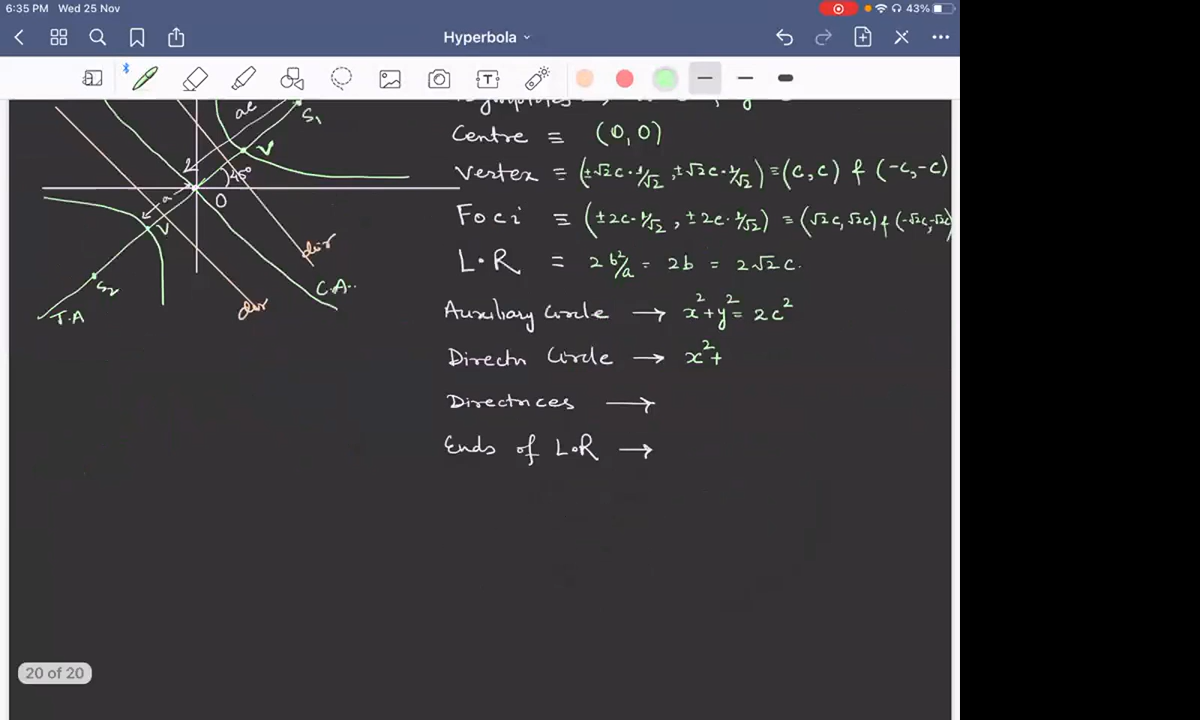 6:35 PM Wed 25 Nov
43%
Hyperbola
T
ae
S₁
V
45°
O
a
V
S₂
T.A
dir
dir
C.A.
Centre ≡ (0, 0)
Vertex ≡ (±√2c·1/√2, ±√2c·1/√2) ≡ (c, c) & (-c, -c)
Foci ≡ (±2c·1/√2, ±2c·1/√2) ≡ (√2c, √2c) & (-√2c, -√2c)
L.R = 2b²/a = 2b = 2√2c.
Auxiliary Circle → x²+y² = 2c²
Directr Circle → x²+
Directrices →
Ends of L.R →
20 of 20